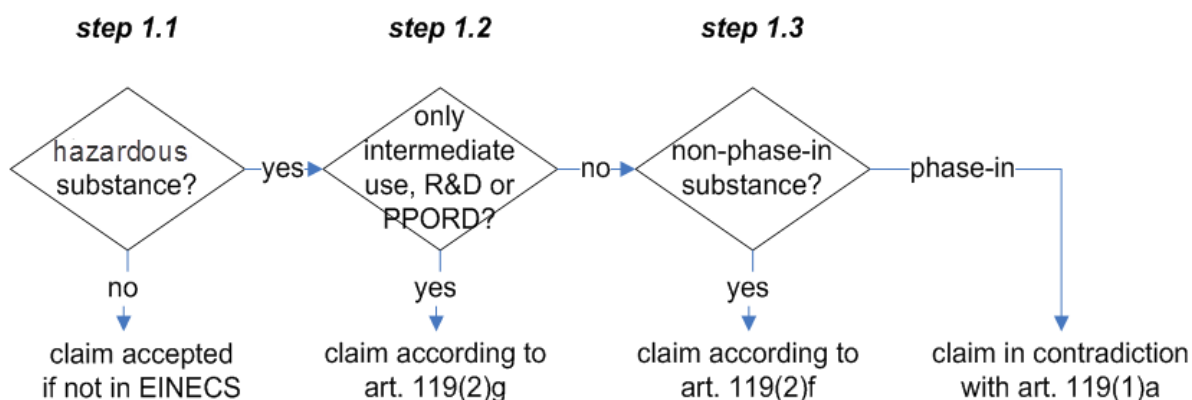 step 1.1
step 1.2
step 1.3
hazardous
substance?
yes
only
intermediate
use, R&D or
PPORD?
no
non-phase-in
substance?
phase-in
no
yes
yes
claim accepted
if not in EINECS
claim according to
art. 119(2)g
claim according to
art. 119(2)f
claim in contradiction
with art. 119(1)a